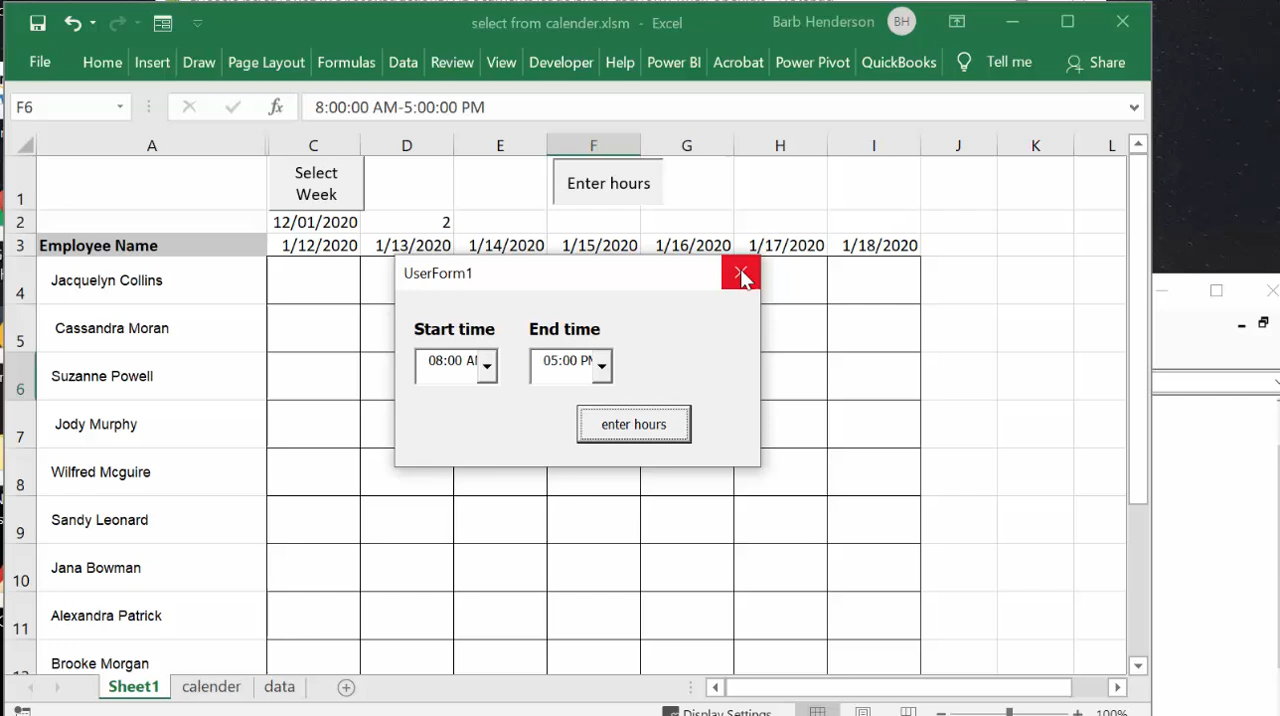 select from calender.xlsm - Excel
Barb Henderson BH
File Home Insert Draw Page Layout Formulas Data Review View Developer Help Power BI Acrobat Power Pivot QuickBooks Tell me Share
F6 fx 8:00:00 AM-5:00:00 PM
A C D E F G H I J K L
1 Select Week Enter hours
2 12/01/2020 2
3 Employee Name 1/12/2020 1/13/2020 1/14/2020 1/15/2020 1/16/2020 1/17/2020 1/18/2020
4 Jacquelyn Collins
5 Cassandra Moran
6 Suzanne Powell
7 Jody Murphy
8 Wilfred Mcguire
9 Sandy Leonard
10 Jana Bowman
11 Alexandra Patrick
Brooke Morgan
UserForm1
Start time End time
08:00 A 05:00 P
enter hours
Sheet1 calender data
Display Settings 100%